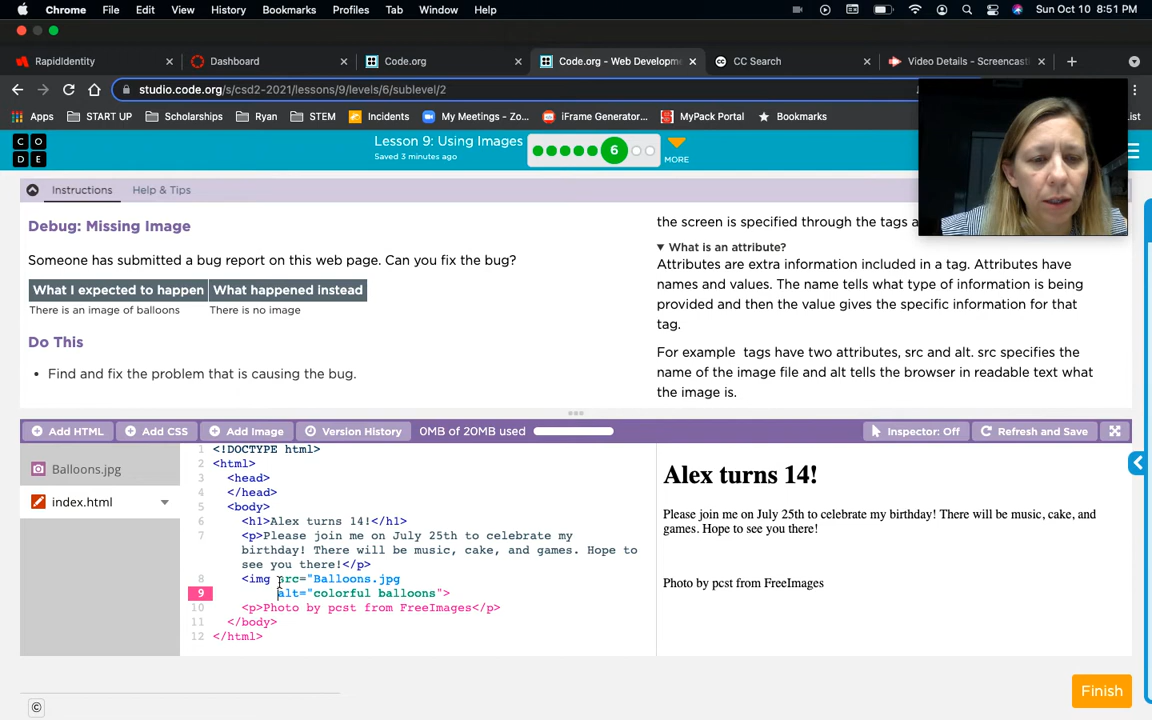 Chrome File Edit View History Bookmarks Profiles Tab Window Help Sun Oct 10 8:51 PM
RapidIdentity Dashboard Code.org Code.org - Web Developme CC Search Video Details - Screencast
studio.code.org/s/csd2-2021/lessons/9/levels/6/sublevel/2
Apps START UP Scholarships Ryan STEM Incidents My Meetings - Zo... iFrame Generator... MyPack Portal Bookmarks List
CO
DE
Lesson 9: Using Images
Saved 3 minutes ago
6
MORE
Instructions Help & Tips
Debug: Missing Image
Someone has submitted a bug report on this web page. Can you fix the bug?
What I expected to happen What happened instead
There is an image of balloons There is no image
Do This
• Find and fix the problem that is causing the bug.
the screen is specified through the tags a
▼ What is an attribute?
Attributes are extra information included in a tag. Attributes have
names and values. The name tells what type of information is being
provided and then the value gives the specific information for that
tag.
For example  tags have two attributes, src and alt. src specifies the
name of the image file and alt tells the browser in readable text what
the image is.
Add HTML Add CSS Add Image Version History 0MB of 20MB used Inspector: Off Refresh and Save
Balloons.jpg
index.html
1 <!DOCTYPE html>
2 <html>
3 <head>
4 </head>
5 <body>
6 <h1>Alex turns 14!</h1>
7 <p>Please join me on July 25th to celebrate my
birthday! There will be music, cake, and games. Hope to
see you there!</p>
8 <img src="Balloons.jpg
9 alt="colorful balloons">
10 <p>Photo by pcst from FreeImages</p>
11 </body>
12 </html>
Alex turns 14!
Please join me on July 25th to celebrate my birthday! There will be music, cake, and
games. Hope to see you there!
Photo by pcst from FreeImages
Finish
©